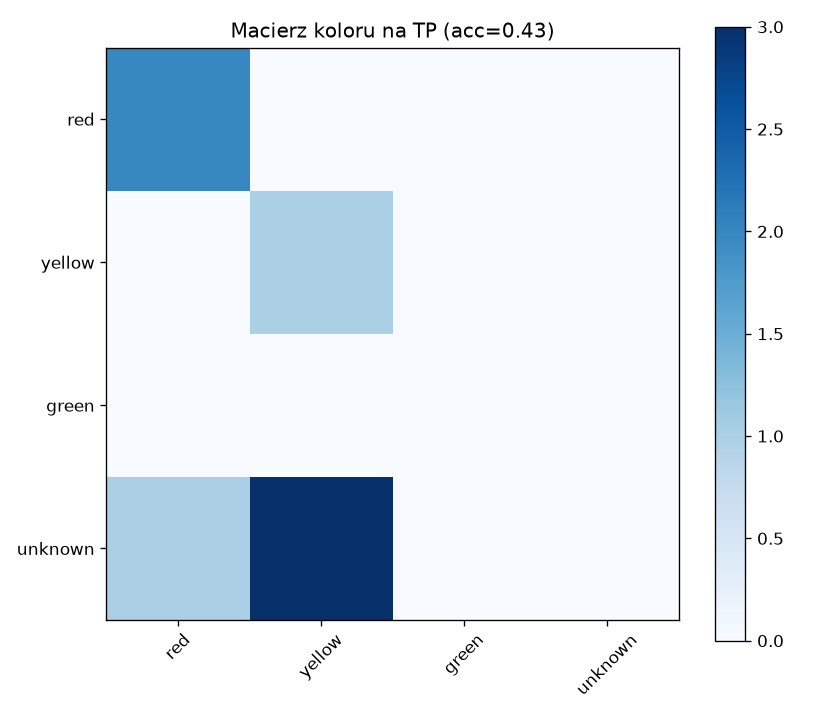 Macierz koloru na TP (acc=0.43)
red
yellow
green
unknown
red
yellow
green
unknown
3.0
2.5
2.0
1.5
1.0
0.5
0.0